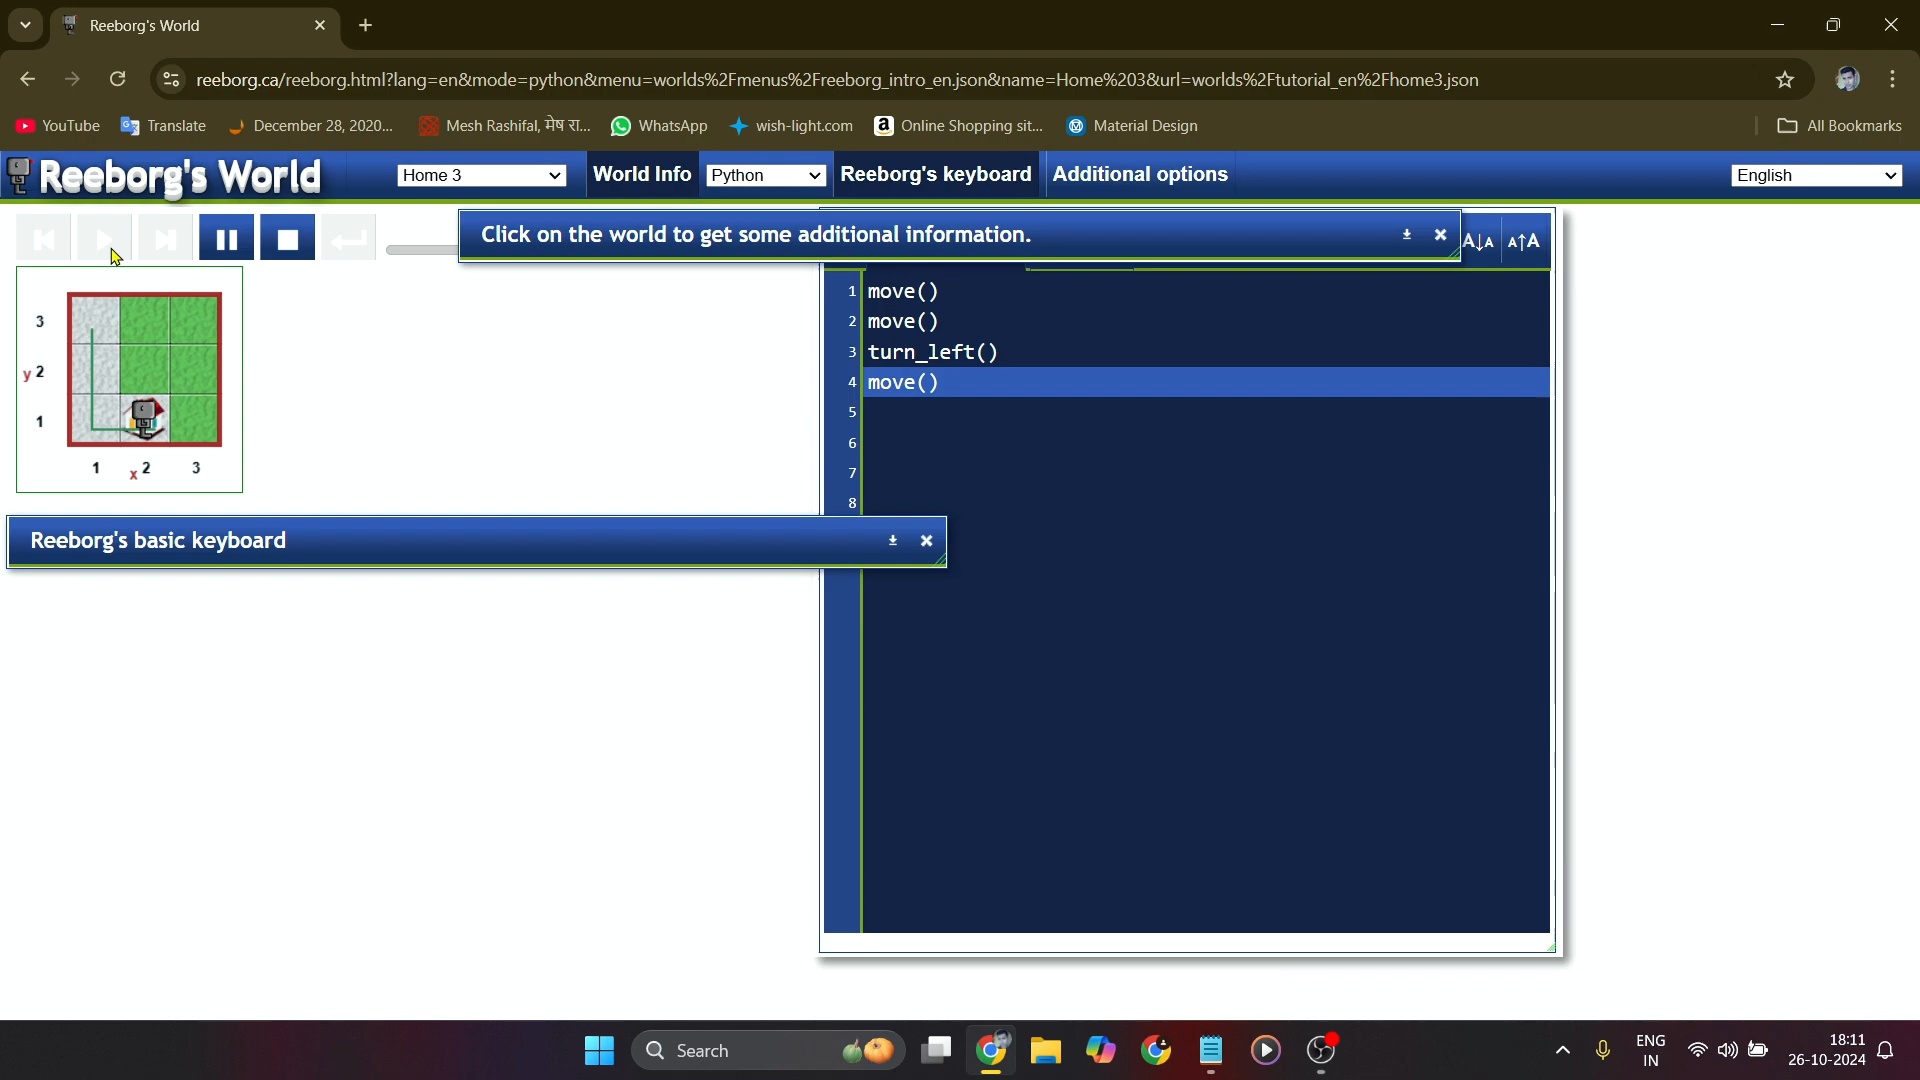 Reeborg's World
reeborg.ca/reeborg.html?lang=en&mode=python&menu=worlds%2Fmenus%2Freeborg_intro_en.json&name=Home%203&url=worlds%2Ftutorial_en%2Fhome3.json
YouTube Translate December 28, 2020... Mesh Rashifal, मेष रा... WhatsApp wish-light.com Online Shopping sit... Material Design All Bookmarks
Reeborg's World Home 3 World Info Python Reeborg's keyboard Additional options English
Click on the world to get some additional information. A↓A A↑A
1 move()
2 move()
3 turn_left()
4 move()
5
6
7
8
3
y 2
1
1 x 2 3
Reeborg's basic keyboard
Search
ENG
IN
18:11
26-10-2024